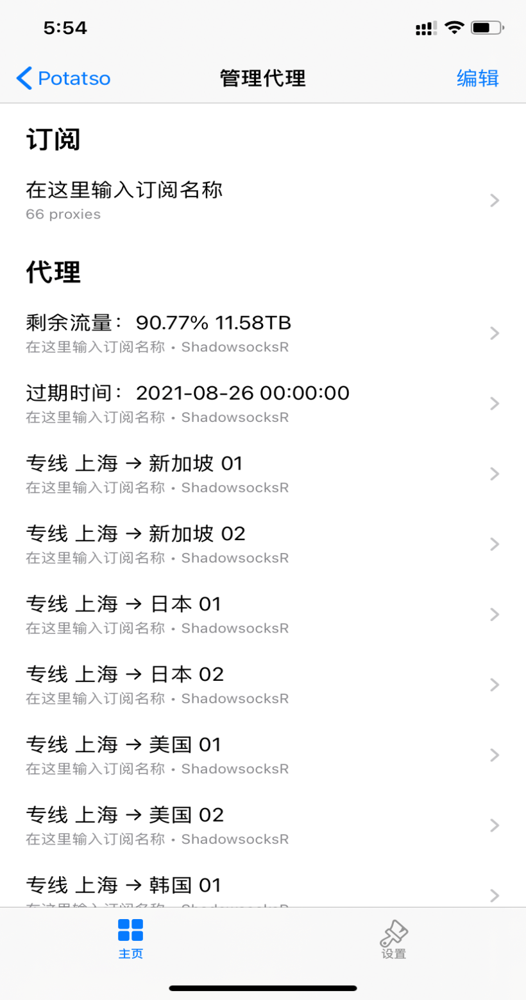 5:54
Potatso
管理代理
编辑
订阅
在这里输入订阅名称
66 proxies
代理
剩余流量：90.77% 11.58TB
在这里输入订阅名称 • ShadowsocksR
过期时间：2021-08-26 00:00:00
在这里输入订阅名称 • ShadowsocksR
专线 上海 → 新加坡 01
在这里输入订阅名称 • ShadowsocksR
专线 上海 → 新加坡 02
在这里输入订阅名称 • ShadowsocksR
专线 上海 → 日本 01
在这里输入订阅名称 • ShadowsocksR
专线 上海 → 日本 02
在这里输入订阅名称 • ShadowsocksR
专线 上海 → 美国 01
在这里输入订阅名称 • ShadowsocksR
专线 上海 → 美国 02
在这里输入订阅名称 • ShadowsocksR
专线 上海 → 韩国 01
主页
设置